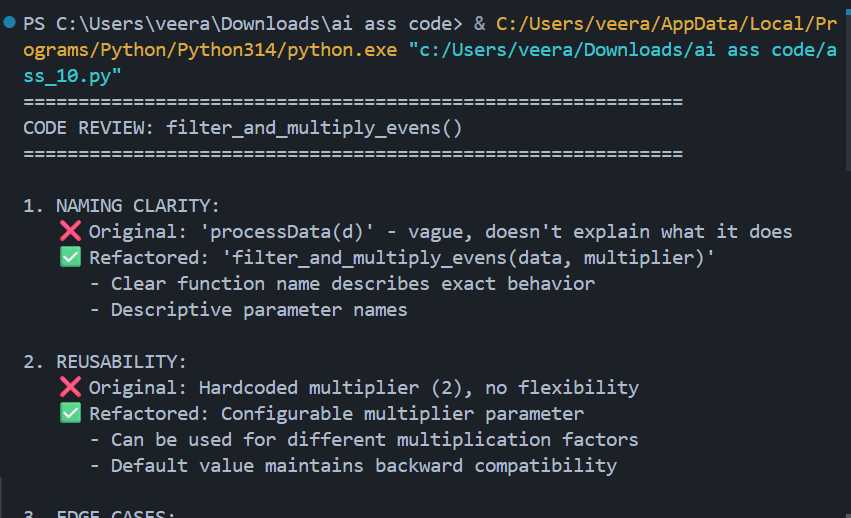 PS C:\Users\veera\Downloads\ai ass code> & C:/Users/veera/AppData/Local/Pr
ograms/Python/Python314/python.exe "c:/Users/veera/Downloads/ai ass code/a
ss_10.py"
============================================================
CODE REVIEW: filter_and_multiply_evens()
============================================================
1. NAMING CLARITY:
❌ Original: 'processData(d)' - vague, doesn't explain what it does
✅ Refactored: 'filter_and_multiply_evens(data, multiplier)'
- Clear function name describes exact behavior
- Descriptive parameter names
2. REUSABILITY:
❌ Original: Hardcoded multiplier (2), no flexibility
✅ Refactored: Configurable multiplier parameter
- Can be used for different multiplication factors
- Default value maintains backward compatibility
3. EDGE CASES: